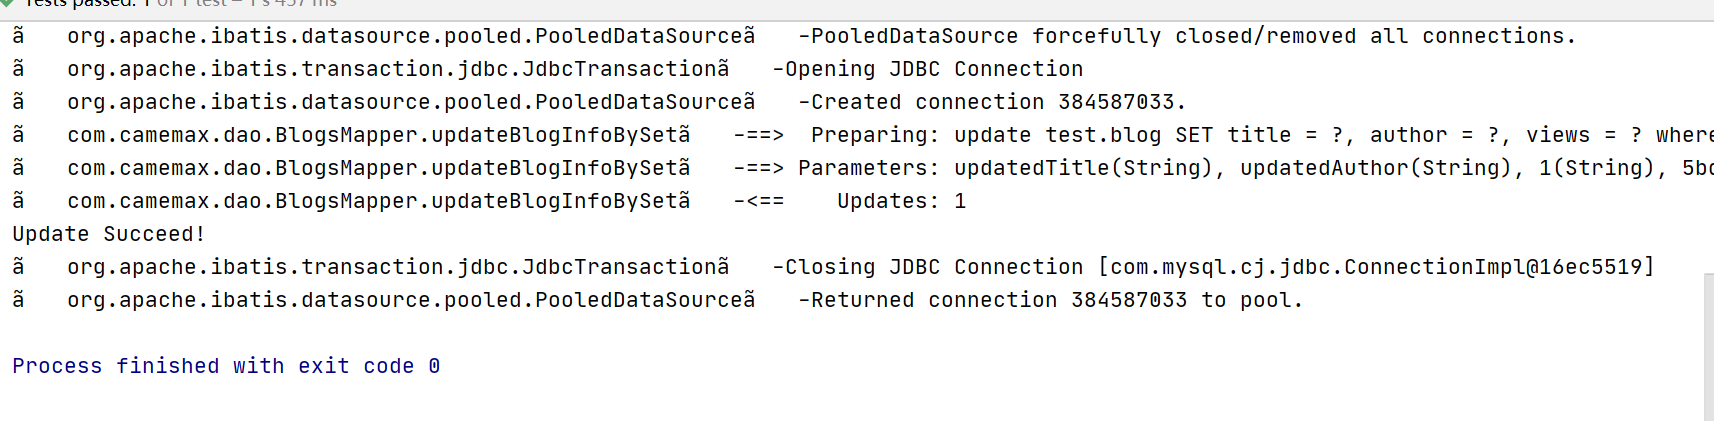 Tests passed: 1 of 1 test – 1 s 457 ms
ã   org.apache.ibatis.datasource.pooled.PooledDataSourceã   -PooledDataSource forcefully closed/removed all connections.
ã   org.apache.ibatis.transaction.jdbc.JdbcTransactionã   -Opening JDBC Connection
ã   org.apache.ibatis.datasource.pooled.PooledDataSourceã   -Created connection 384587033.
ã   com.camemax.dao.BlogsMapper.updateBlogInfoBySetã   -==>  Preparing: update test.blog SET title = ?, author = ?, views = ? where
ã   com.camemax.dao.BlogsMapper.updateBlogInfoBySetã   -==> Parameters: updatedTitle(String), updatedAuthor(String), 1(String),
ã   com.camemax.dao.BlogsMapper.updateBlogInfoBySetã   -<==    Updates: 1
Update Succeed!
ã   org.apache.ibatis.transaction.jdbc.JdbcTransactionã   -Closing JDBC Connection [com.mysql.cj.jdbc.ConnectionImpl@16ec5519]
ã   org.apache.ibatis.datasource.pooled.PooledDataSourceã   -Returned connection 384587033 to pool.
Process finished with exit code 0